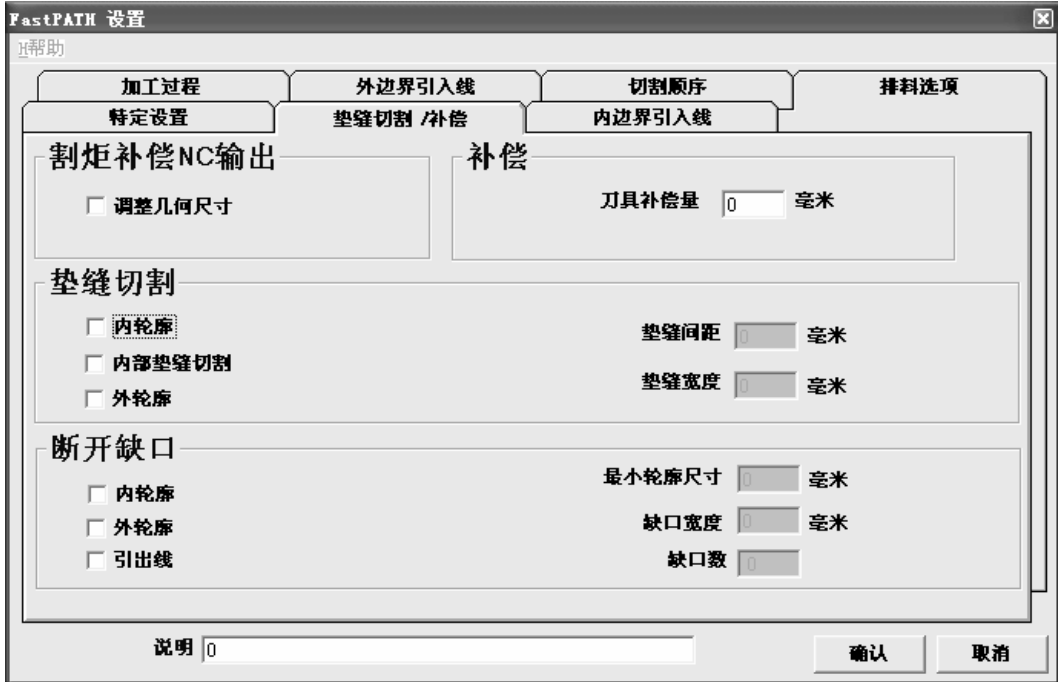 FastPATH 设置
H帮助
加工过程 外边界引入线 切割顺序 排料选项
特定设置 垫缝切割 /补偿 内边界引入线
割炬补偿NC输出 补偿
调整几何尺寸 刀具补偿量 0 毫米
垫缝切割
内轮廓 垫缝间距 0 毫米
内部垫缝切割
外轮廓 垫缝宽度 0 毫米
断开缺口
内轮廓 最小轮廓尺寸 0 毫米
外轮廓 缺口宽度 0 毫米
引出线 缺口数 0
说明 0 确认 取消